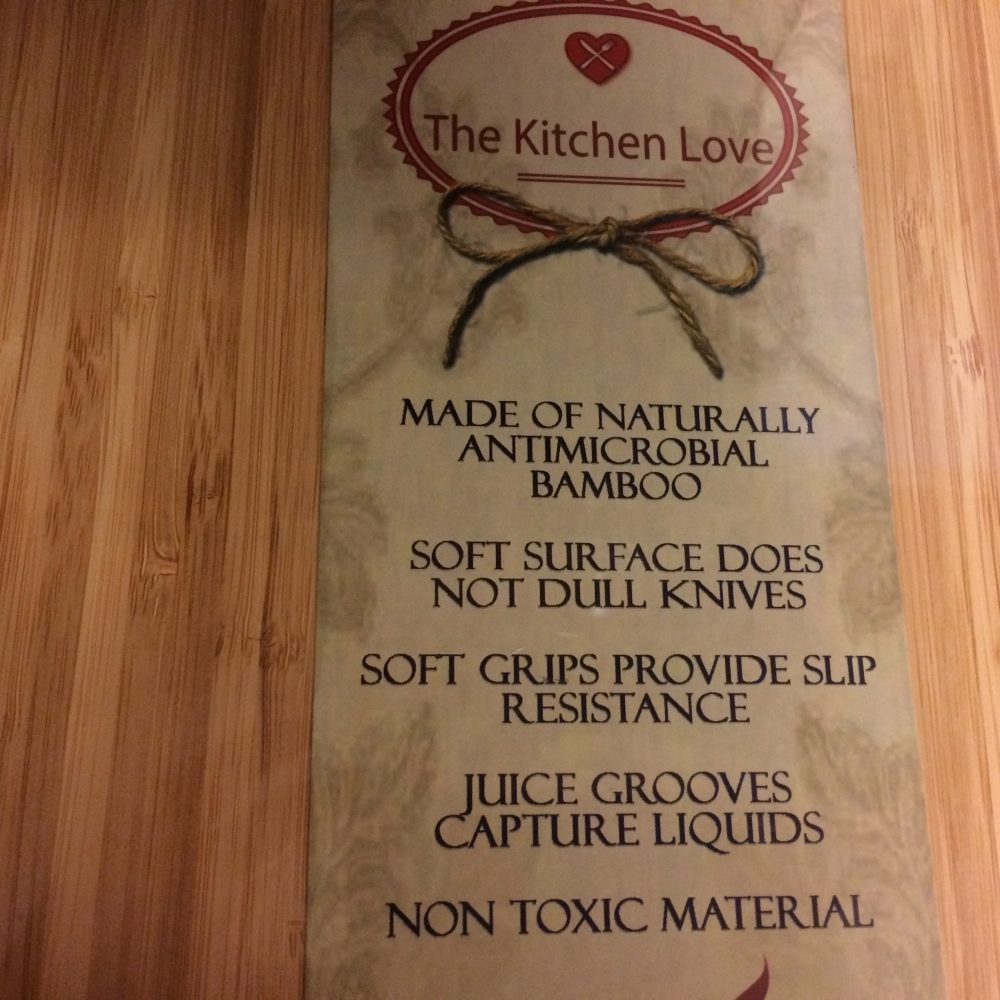 The Kitchen Love
MADE OF NATURALLY
ANTIMICROBIAL
BAMBOO
SOFT SURFACE DOES
NOT DULL KNIVES
SOFT GRIPS PROVIDE SLIP
RESISTANCE
JUICE GROOVES
CAPTURE LIQUIDS
NON TOXIC MATERIAL